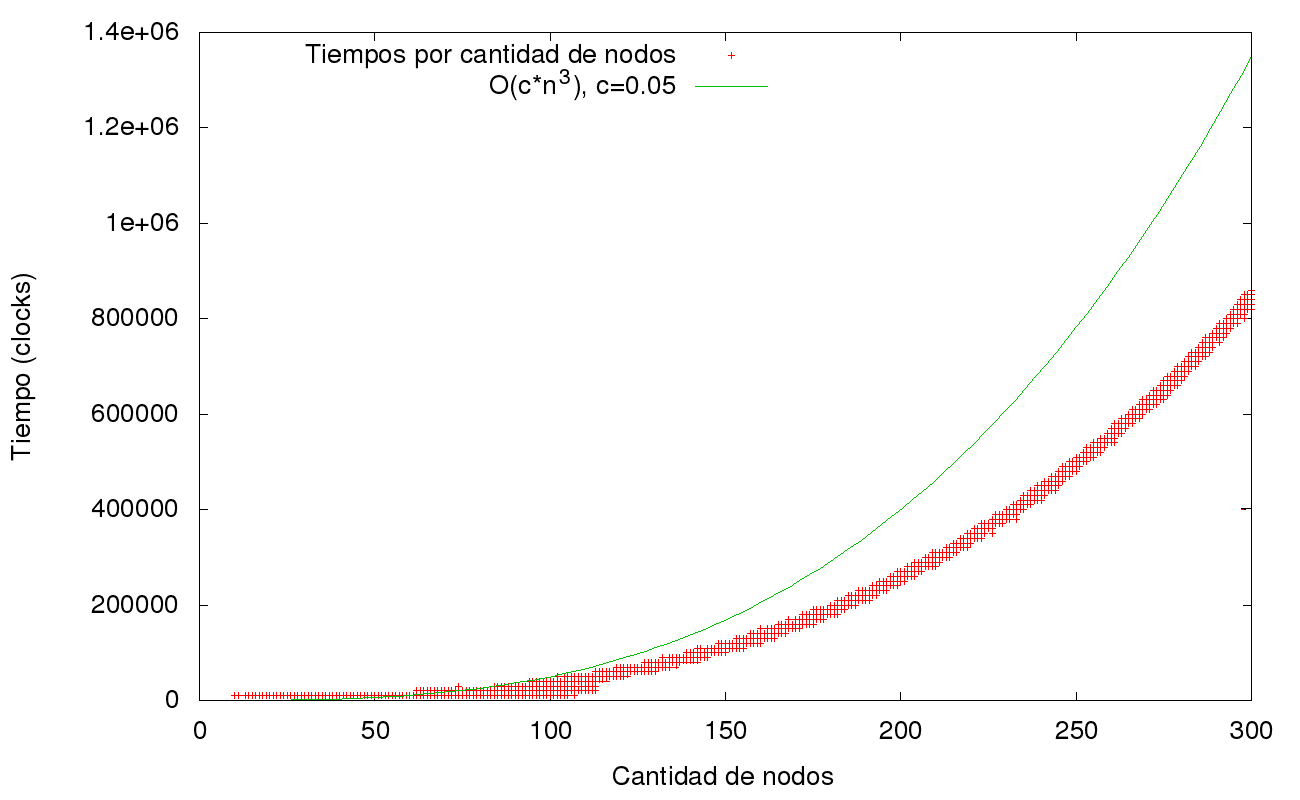 1.4e+06
1.2e+06
1e+06
800000
600000
400000
200000
0
Tiempo (clocks)
Tiempos por cantidad de nodos
O(c*n³), c=0.05
0 50 100 150 200 250 300
Cantidad de nodos